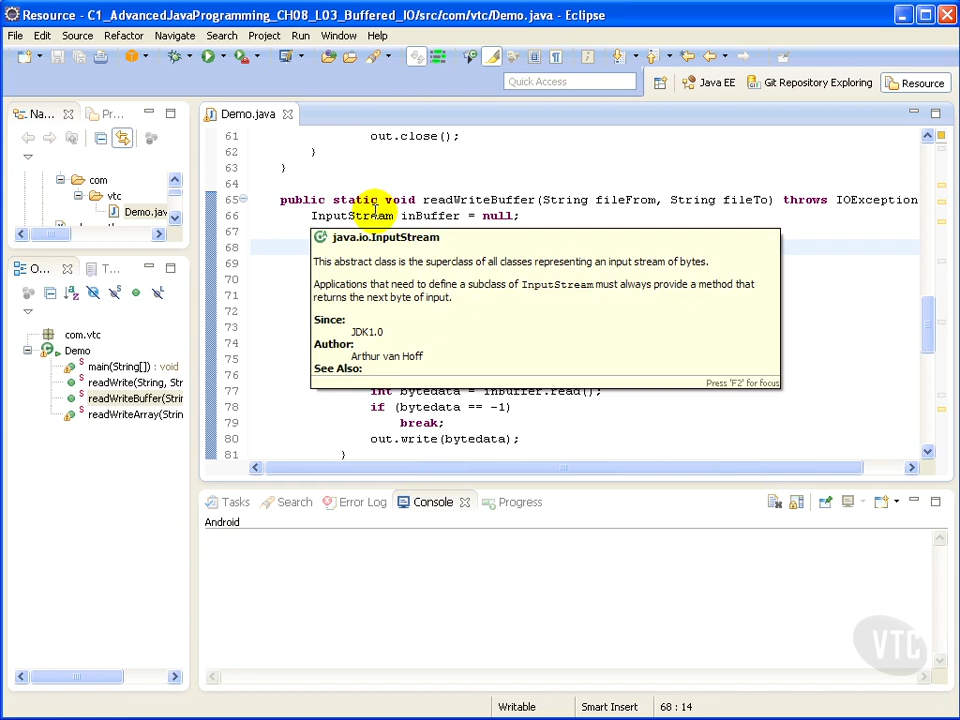 Resource - C1_AdvancedJavaProgramming_CH08_L03_Buffered_IO/src/com/vtc/Demo.java - Eclipse
File Edit Source Refactor Navigate Search Project Run Window Help
Quick Access
Java EE
Git Repository Exploring
Resource
Na...
Pr...
com
vtc
Demo.jav
Demo.java
61 out.close();
62 }
63 }
64
65 public static void readWriteBuffer(String fileFrom, String fileTo) throws IOException
66 InputStream inBuffer = null;
67
68
69
70
71
72
73
74
75
76
java.io.InputStream
This abstract class is the superclass of all classes representing an input stream of bytes.
Applications that need to define a subclass of InputStream must always provide a method that
returns the next byte of input.
Since:
JDK1.0
Author:
Arthur van Hoff
See Also:
Press 'F2' for focus
77 int bytedata = inBuffer.read();
78 if (bytedata == -1)
79 break;
80 out.write(bytedata);
81 }
O...
T...
com.vtc
Demo
main(String[]) : void
readWrite(String, Str
readWriteBuffer(Stri
readWriteArray(String
Tasks
Search
Error Log
Console
Progress
Android
VTC
Writable
Smart Insert
68 : 14